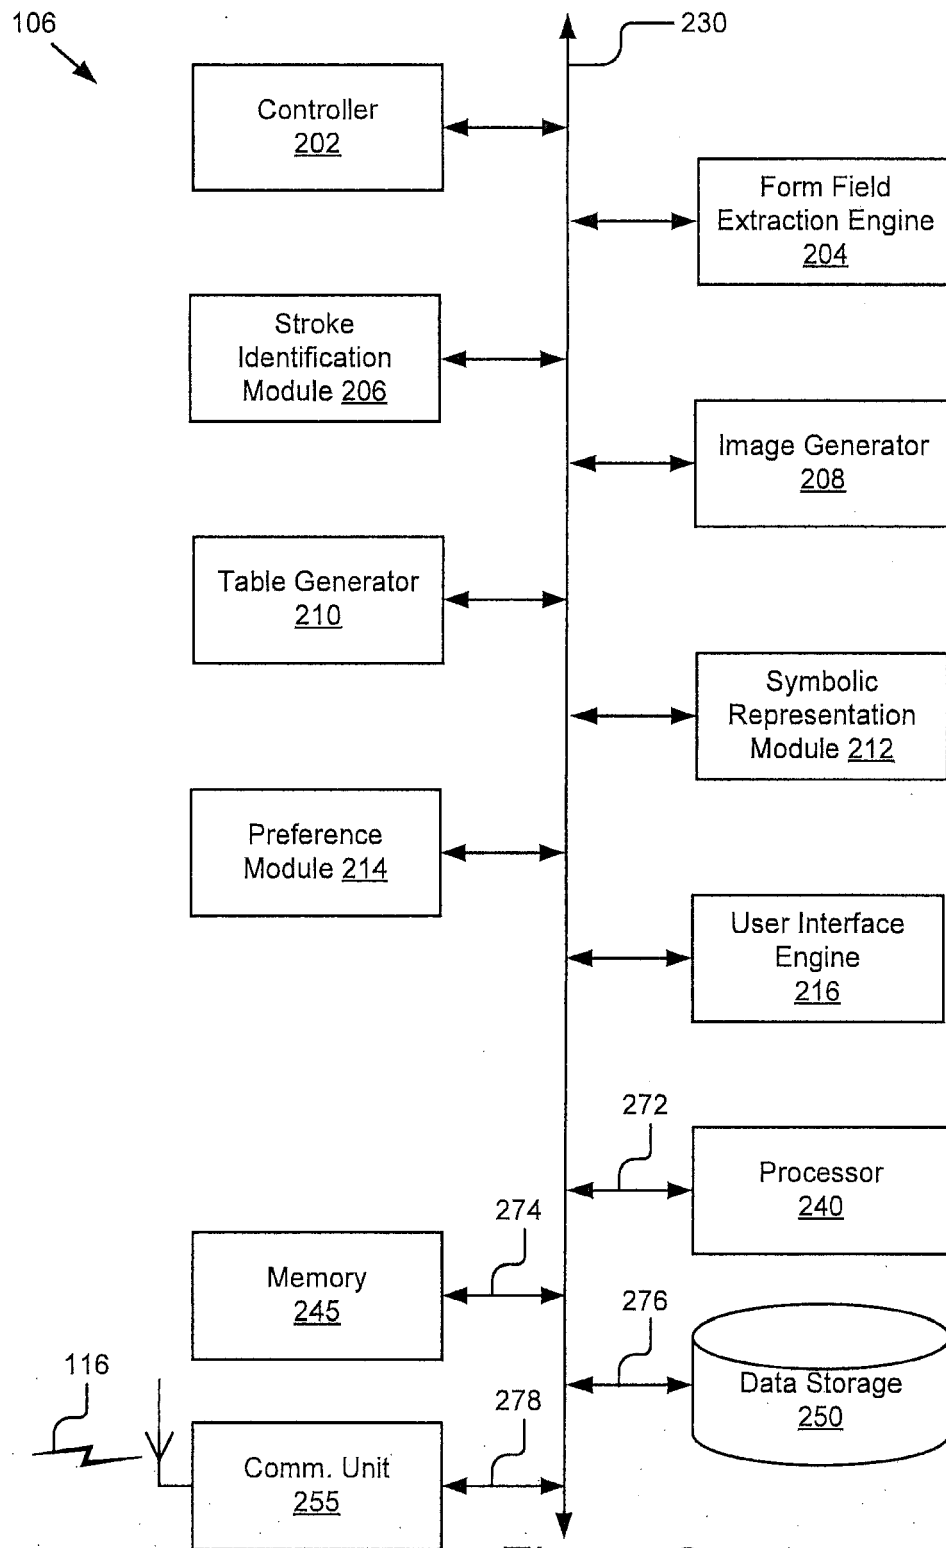 106
230
Controller
202
Form Field
Extraction Engine
204
Stroke
Identification
Module 206
Image Generator
208
Table Generator
210
Symbolic
Representation
Module 212
Preference
Module 214
User Interface
Engine
216
272
Processor
240
274
Memory
245
276
Data Storage
250
116
278
Comm. Unit
255